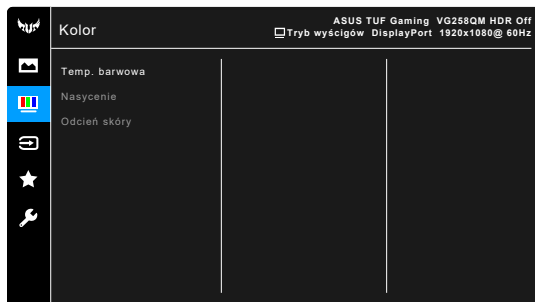 Kolor
ASUS TUF Gaming VG258QM HDR Off
Tryb wyścigów DisplayPort 1920x1080@ 60Hz
Temp. barwowa
Nasycenie
Odcień skóry